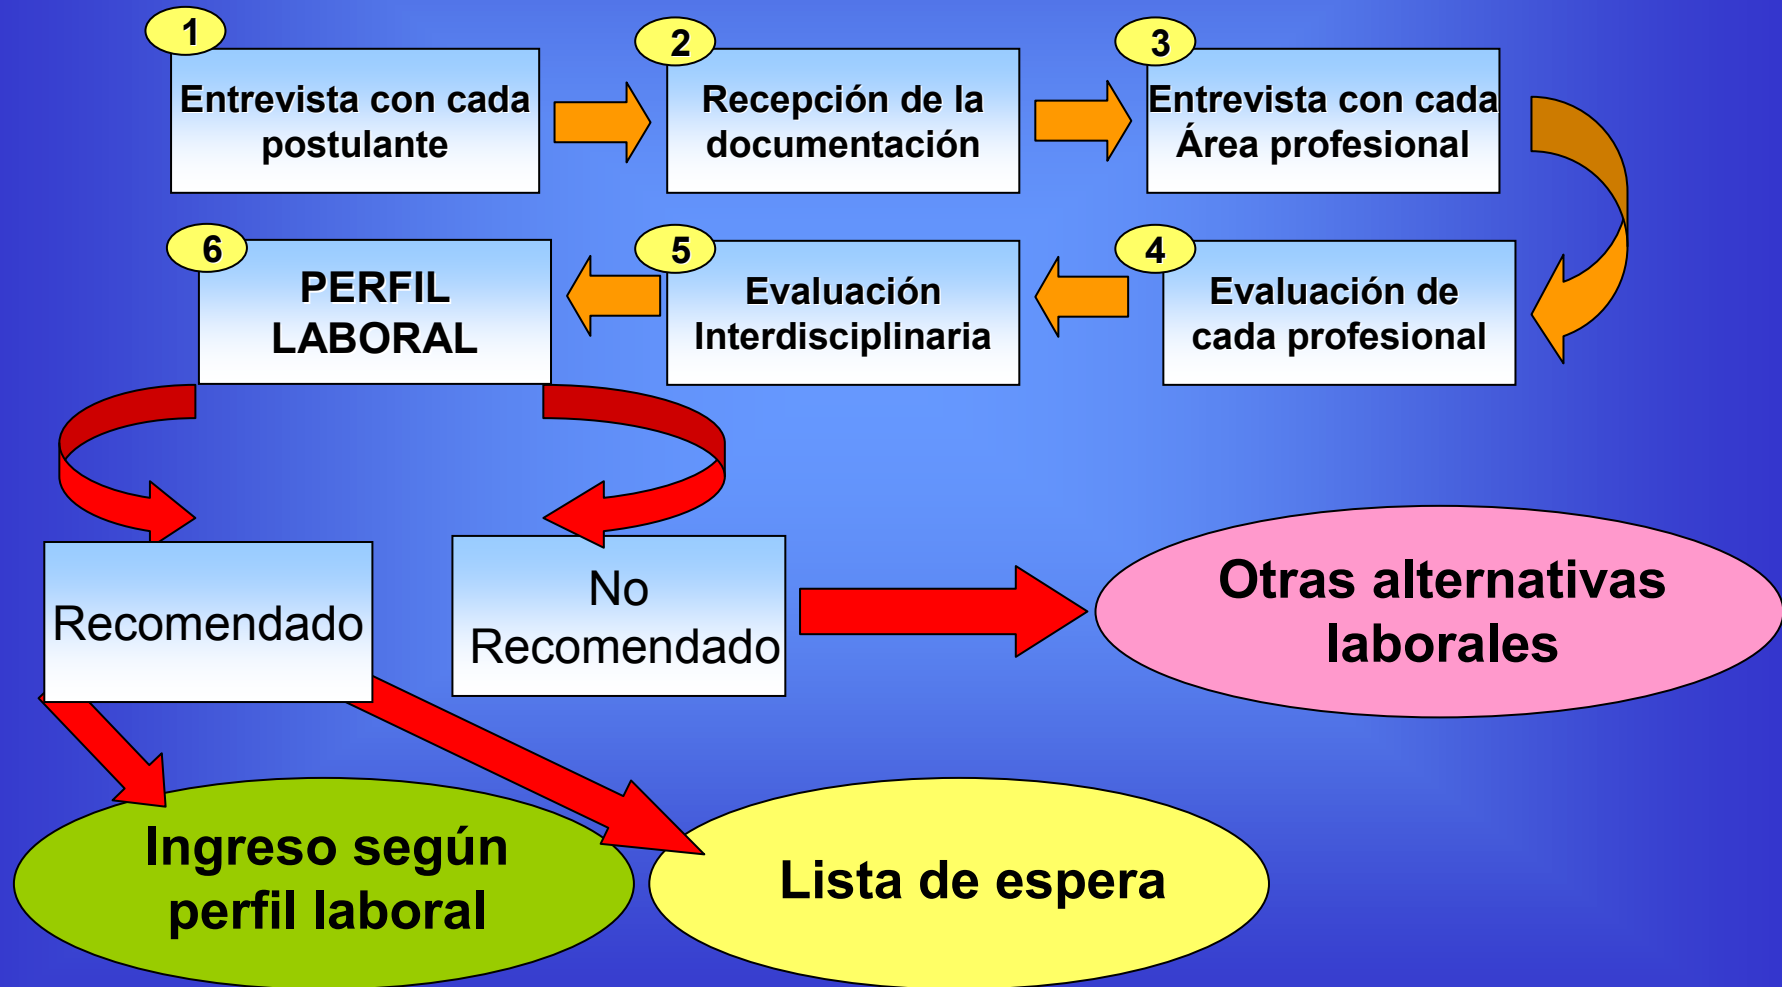 1
Entrevista con cada
postulante
2
Recepción de la
documentación
3
Entrevista con cada
Área profesional
4
Evaluación de
cada profesional
5
Evaluación
Interdisciplinaria
6
PERFIL
LABORAL
Recomendado
No
Recomendado
Otras alternativas
laborales
Ingreso según
perfil laboral
Lista de espera